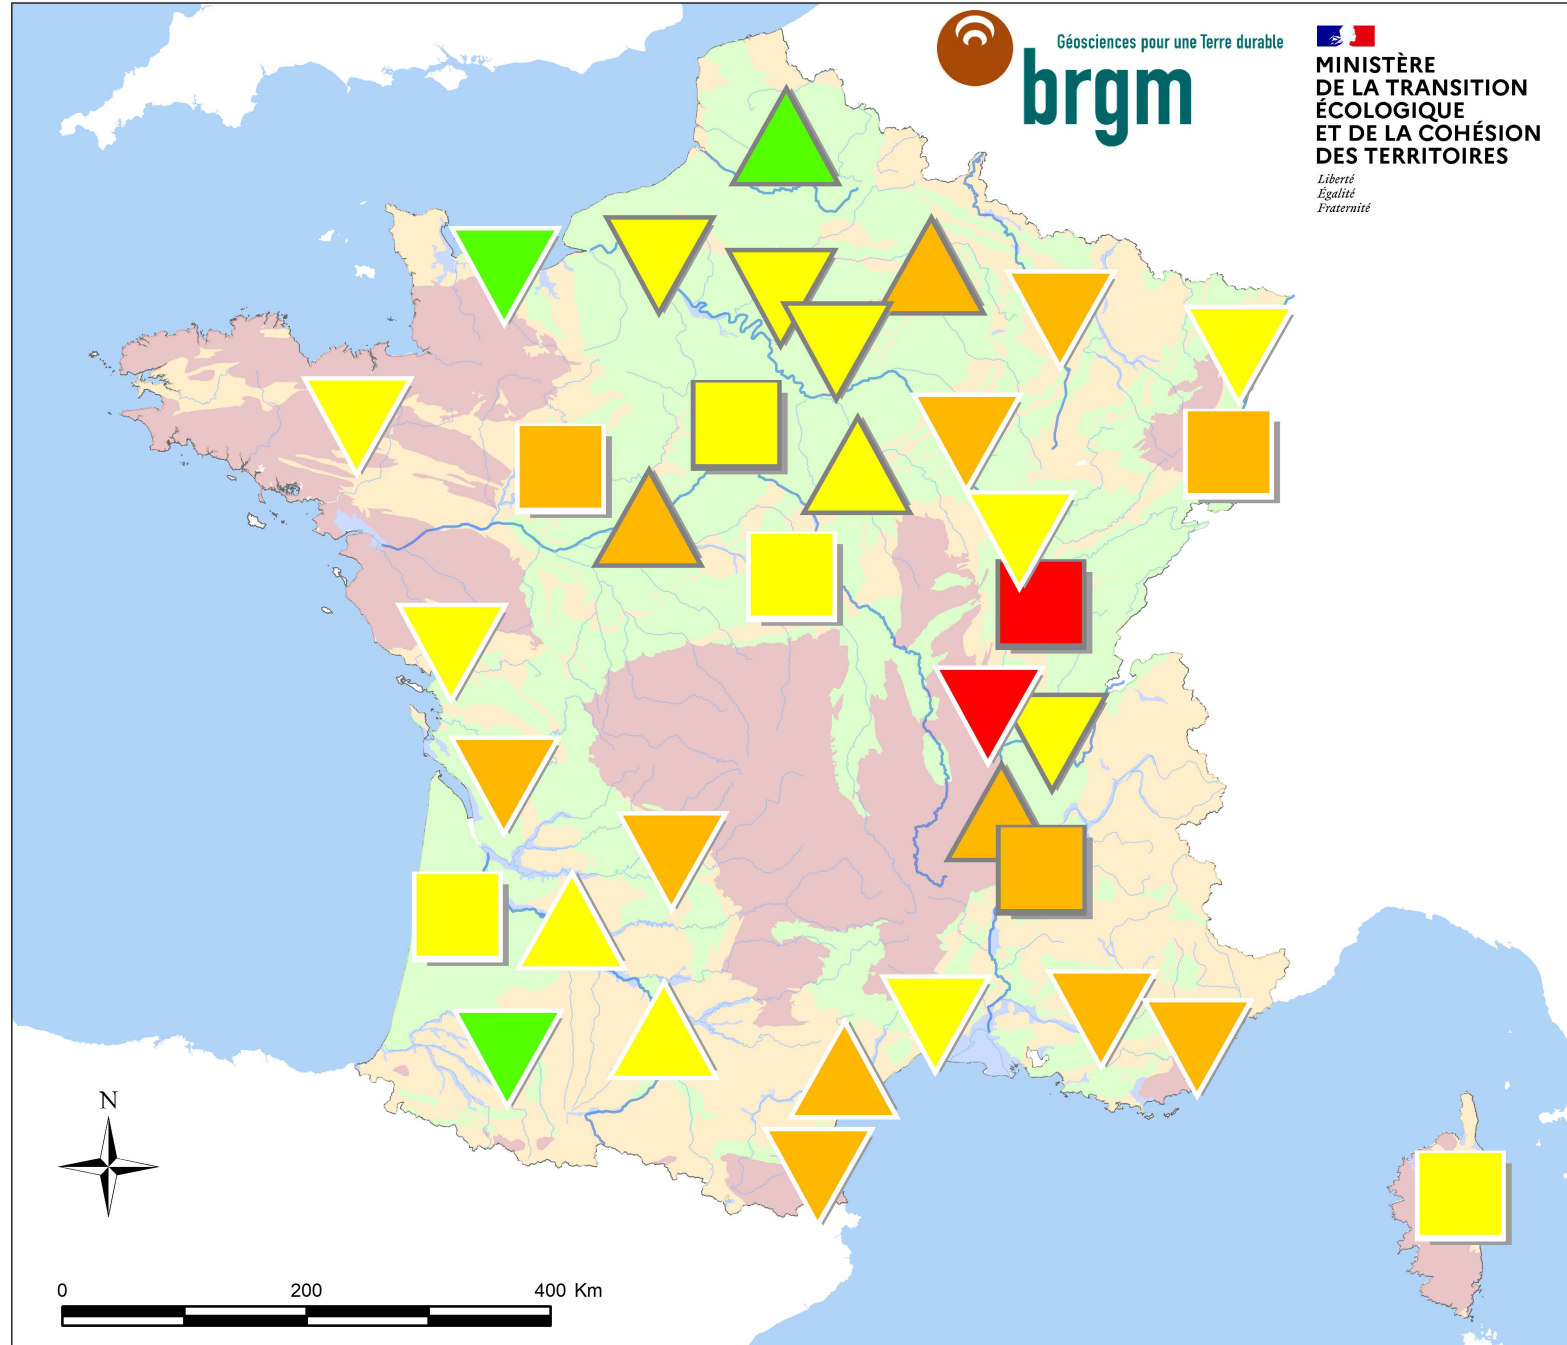 Géosciences pour une Terre durable
brgm
MINISTÈRE
DE LA TRANSITION
ÉCOLOGIQUE
ET DE LA COHÉSION
DES TERRITOIRES
Liberté
Égalité
Fraternité
N
0 200 400 Km